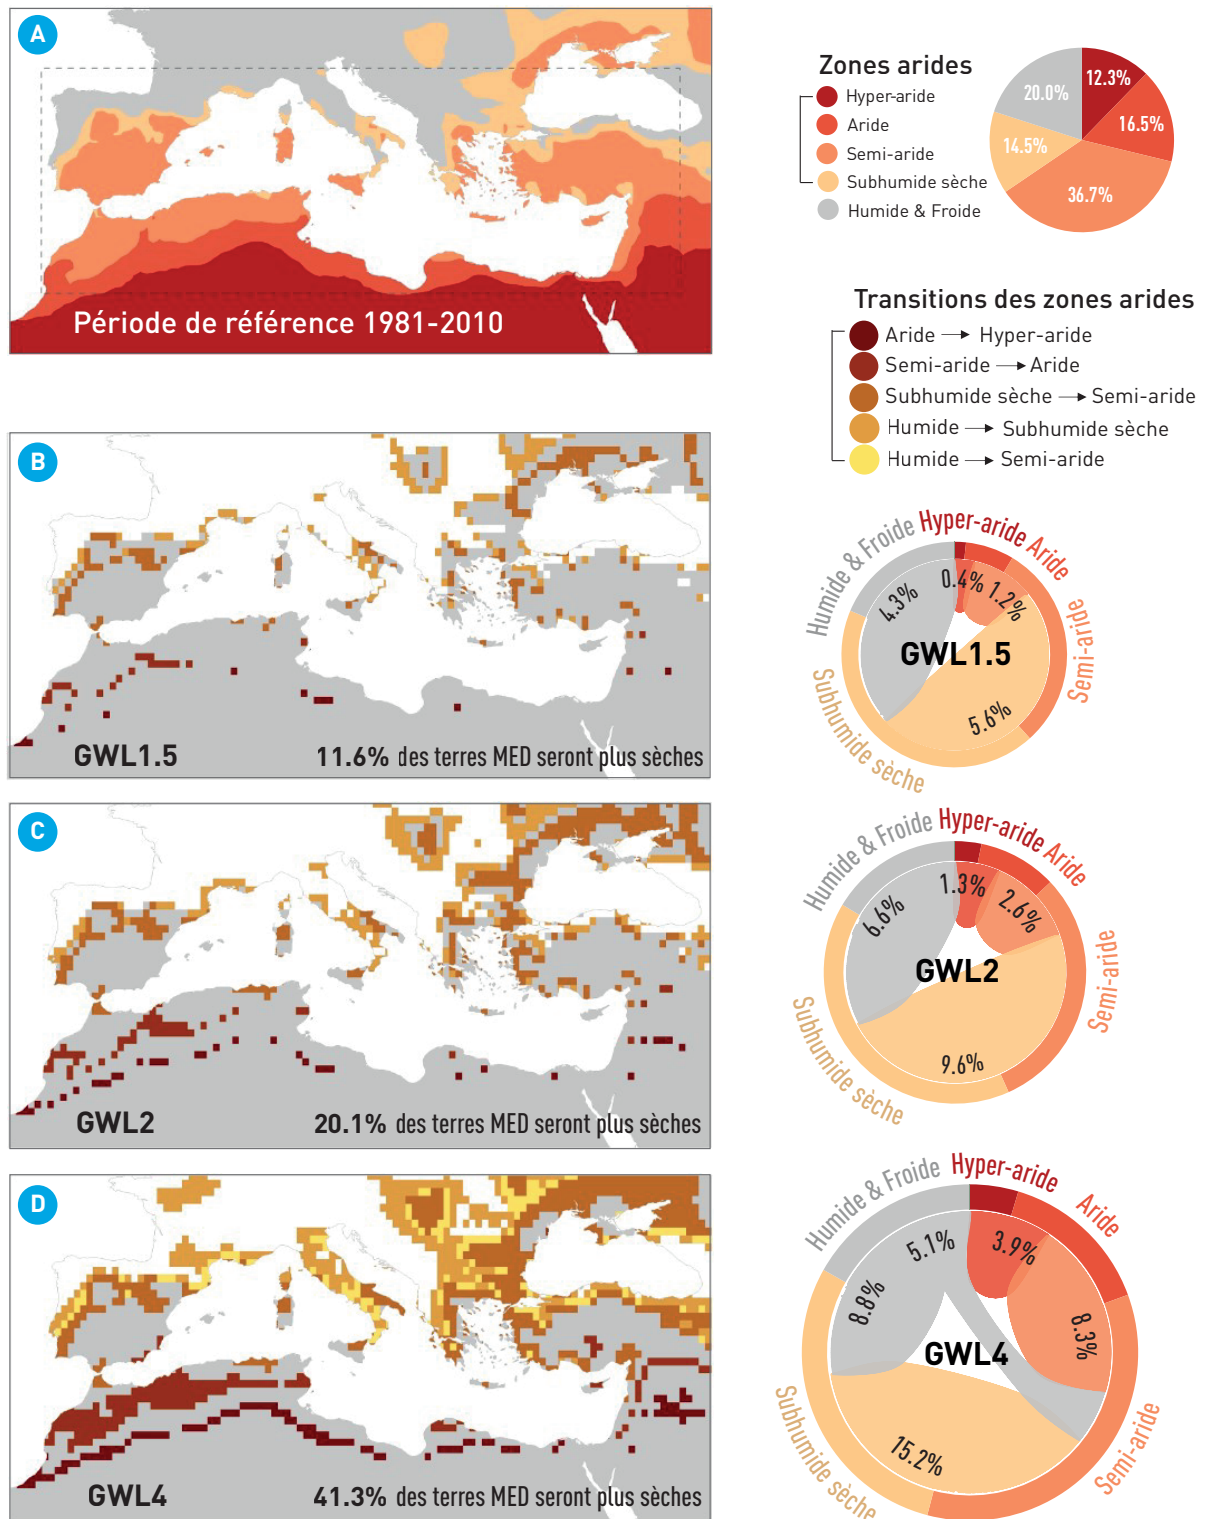 A
Période de référence 1981-2010
Zones arides
Hyper-aride
Aride
Semi-aride
Subhumide sèche
Humide & Froide
20.0%
12.3%
16.5%
14.5%
36.7%
Transitions des zones arides
Aride → Hyper-aride
Semi-aride → Aride
Subhumide sèche → Semi-aride
Humide → Subhumide sèche
Humide → Semi-aride
B
GWL1.5
11.6% des terres MED seront plus sèches
Humide & Froide
Hyper-aride
Aride
Semi-aride
Subhumide sèche
4.3%
0.4%
1.2%
5.6%
GWL1.5
C
GWL2
20.1% des terres MED seront plus sèches
Humide & Froide
Hyper-aride
Aride
Semi-aride
Subhumide sèche
6.6%
1.3%
2.6%
9.6%
GWL2
D
GWL4
41.3% des terres MED seront plus sèches
Humide & Froide
Hyper-aride
Aride
Semi-aride
Subhumide sèche
8.8%
5.1%
3.9%
8.3%
15.2%
GWL4